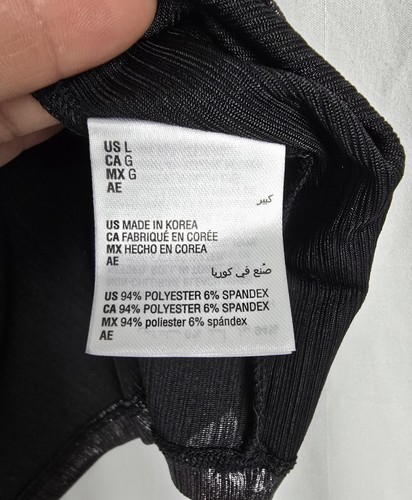 US L
CA G
MX G
AE
كبير
US MADE IN KOREA
CA FABRIQUÉ EN CORÉE
MX HECHO EN COREA
AE
صُنع في كوريا
US 94% POLYESTER 6% SPANDEX
CA 94% POLYESTER 6% SPANDEX
MX 94% poliester 6% spándex
AE